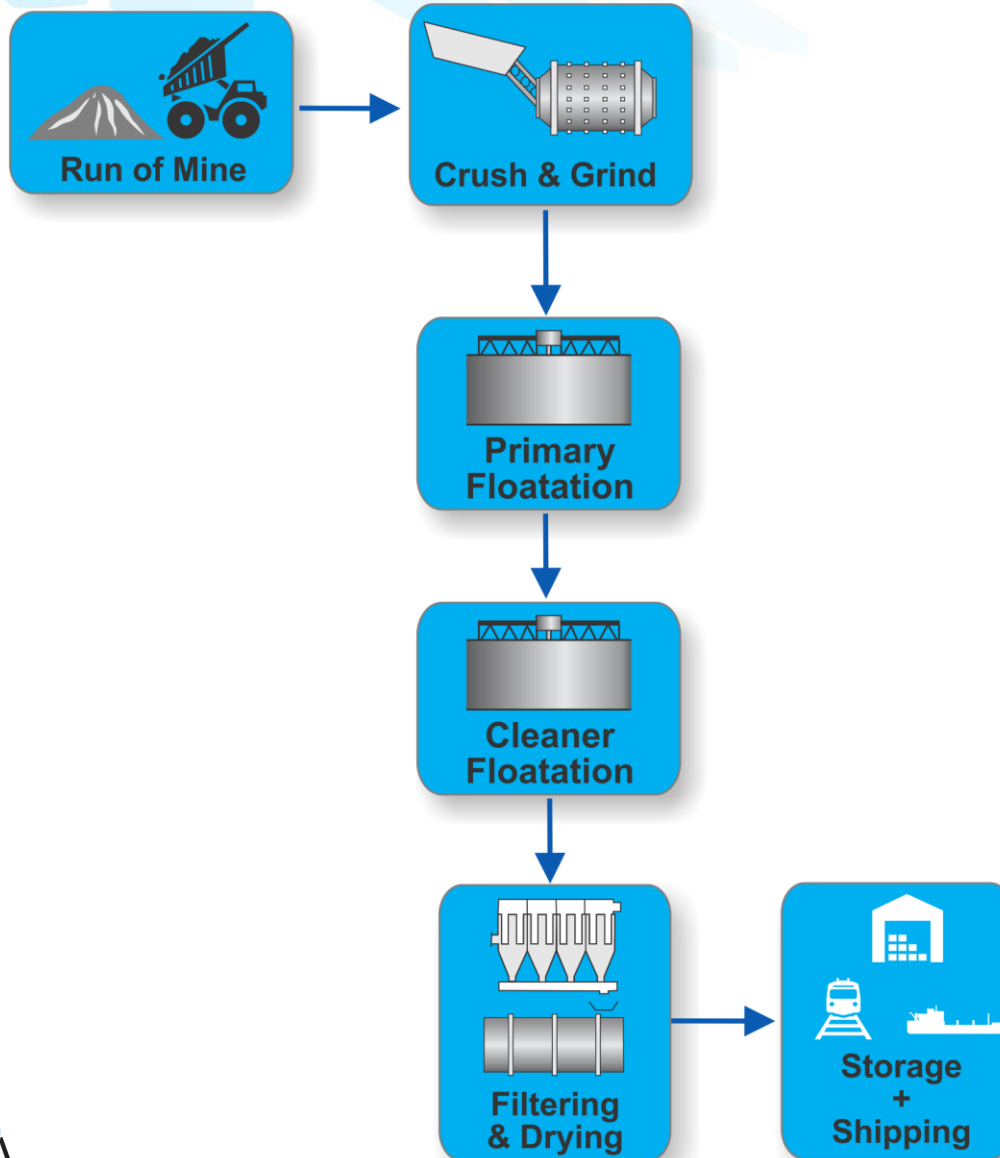 Run of Mine
Crush & Grind
Primary
Floatation
Cleaner
Floatation
Filtering
& Drying
Storage
+
Shipping